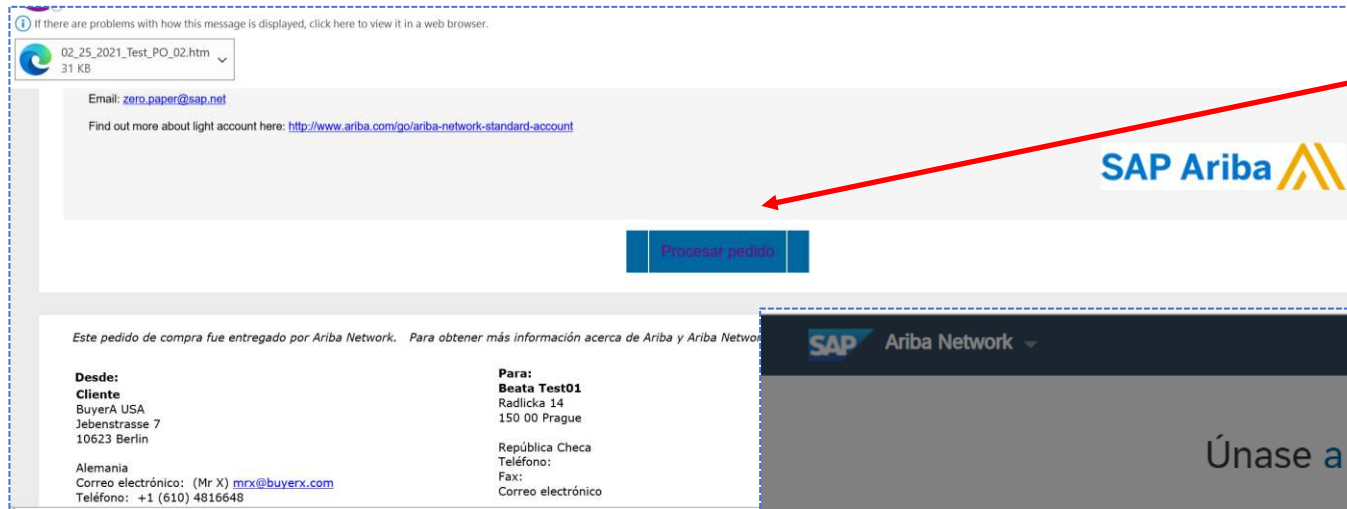 If there are problems with how this message is displayed, click here to view it in a web browser.
02_25_2021_Test_PO_02.htm
31 KB
Email: zero.paper@sap.net
Find out more about light account here: http://www.ariba.com/go/ariba-network-standard-account
SAP Ariba
Procesar pedido
Este pedido de compra fue entregado por Ariba Network. Para obtener más información acerca de Ariba y Ariba
Desde:
Cliente
BuyerA USA
Jebenstrasse 7
10623 Berlin
Alemania
Correo electrónico: (Mr X) mrx@buyerx.com
Teléfono: +1 (610) 4816648
Para:
Beata Test01
Radlicka 14
150 00 Prague
República Checa
Teléfono:
Fax:
Correo electrónico
SAP Ariba Network
Únase a